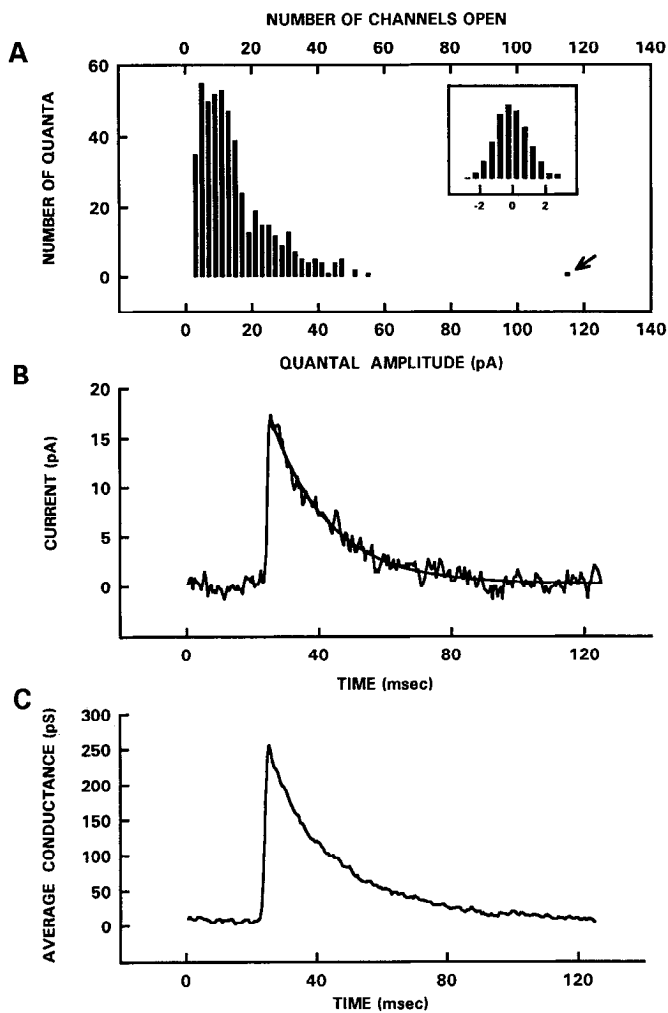 NUMBER OF CHANNELS OPEN
A
0 20 40 60 80 100 120 140
60
40
20
0
NUMBER OF QUANTA
-2 0 2
0 20 40 60 80 100 120 140
QUANTAL AMPLITUDE (pA)
B
20
15
10
5
0
CURRENT (pA)
0 40 80 120
TIME (msec)
C
300
250
200
150
100
50
0
AVERAGE CONDUCTANCE (pS)
0 40 80 120
TIME (msec)